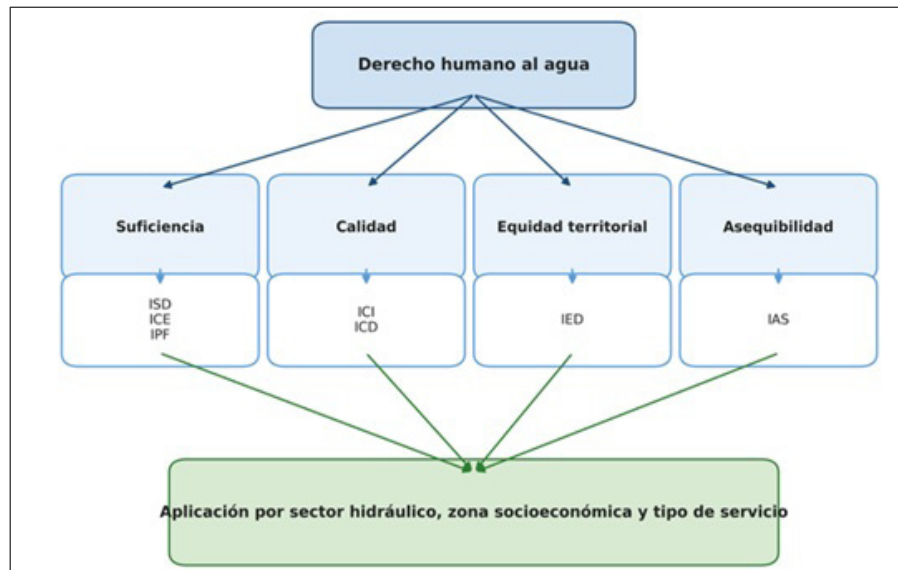 Derecho humano al agua
Suficiencia
Calidad
Equidad territorial
Asequibilidad
ISD
ICE
IPF
ICI
ICD
IED
IAS
Aplicación por sector hidráulico, zona socioeconómica y tipo de servicio